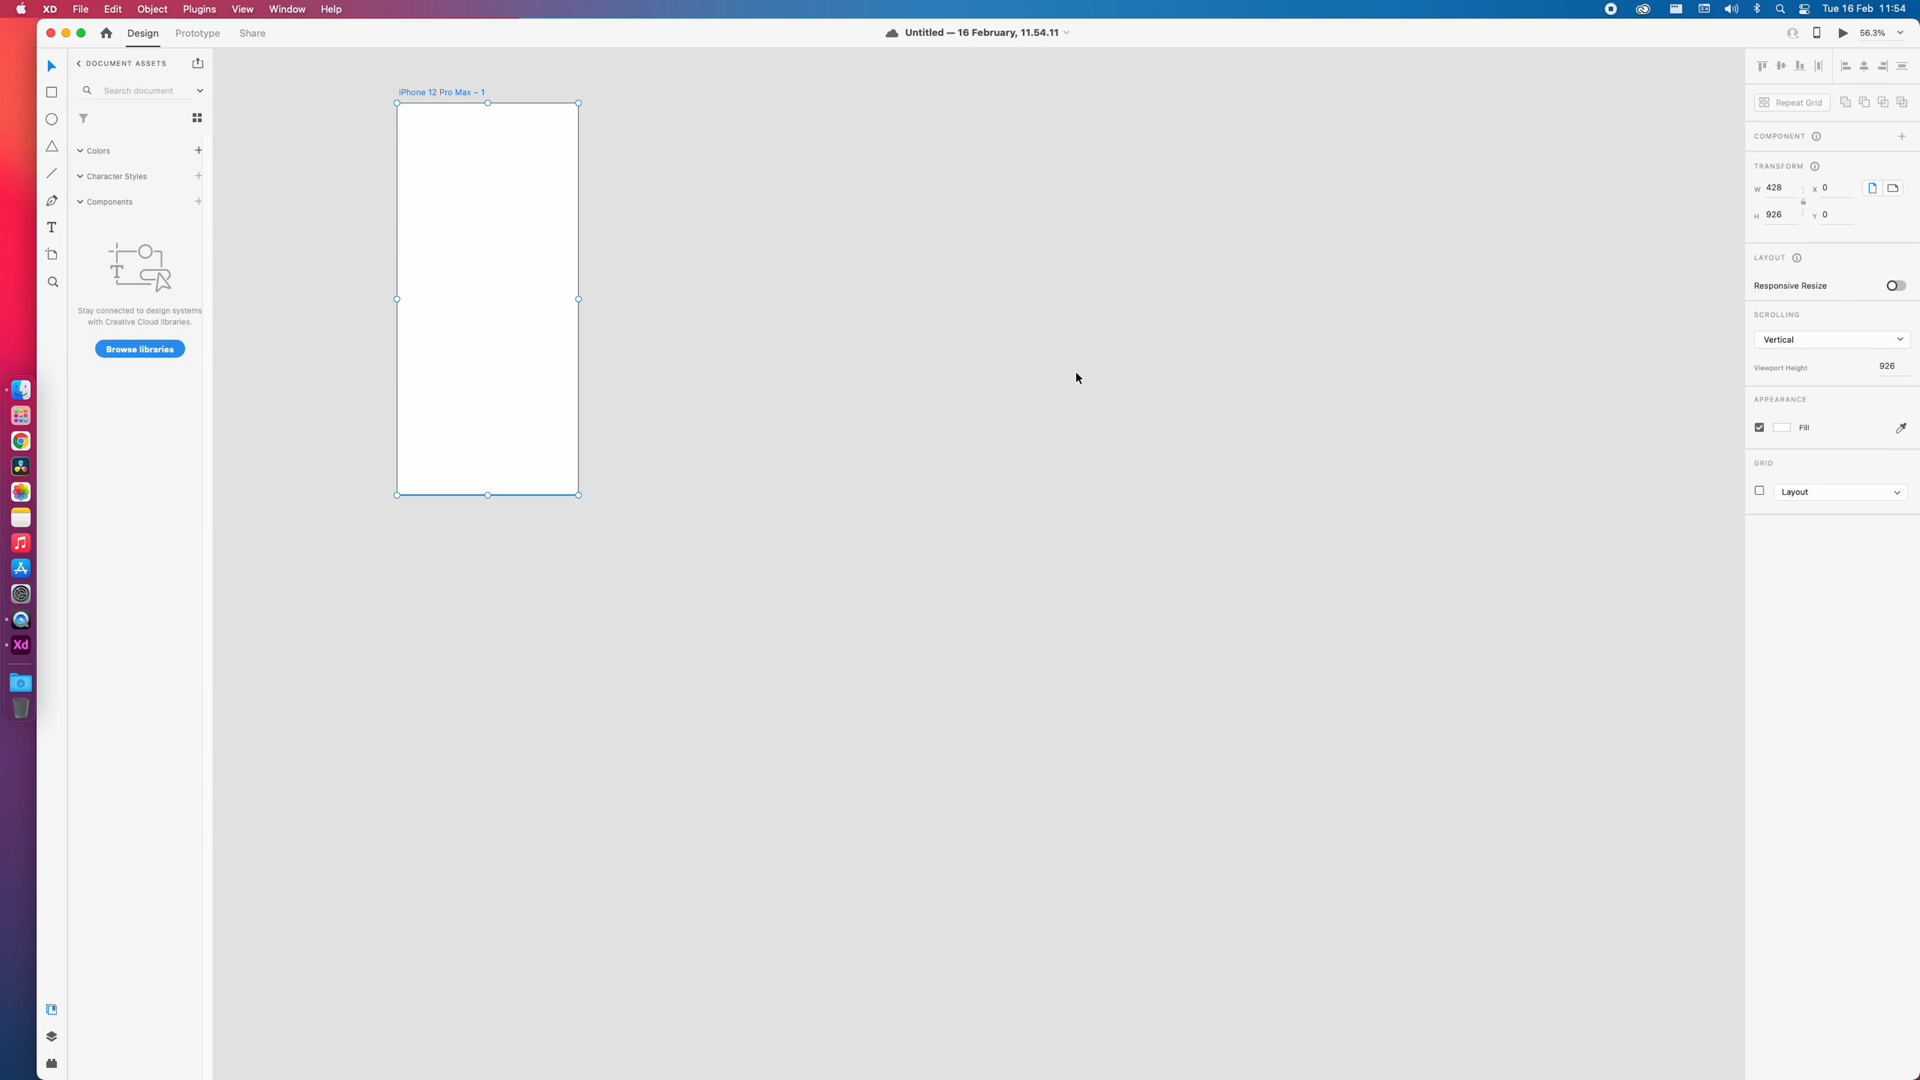 XD File Edit Object Plugins View Window Help
Tue 16 Feb 11:54
Design Prototype Share
Untitled — 16 February, 11.54.11
56.3%
DOCUMENT ASSETS
Search document
Colors
Character Styles
Components
T
Stay connected to design systems
with Creative Cloud libraries.
Browse libraries
T
Xd
iPhone 12 Pro Max – 1
Repeat Grid
COMPONENT
TRANSFORM
W 428 X 0
H 926 Y 0
LAYOUT
Responsive Resize
SCROLLING
Vertical
Viewport Height 926
APPEARANCE
Fill
GRID
Layout